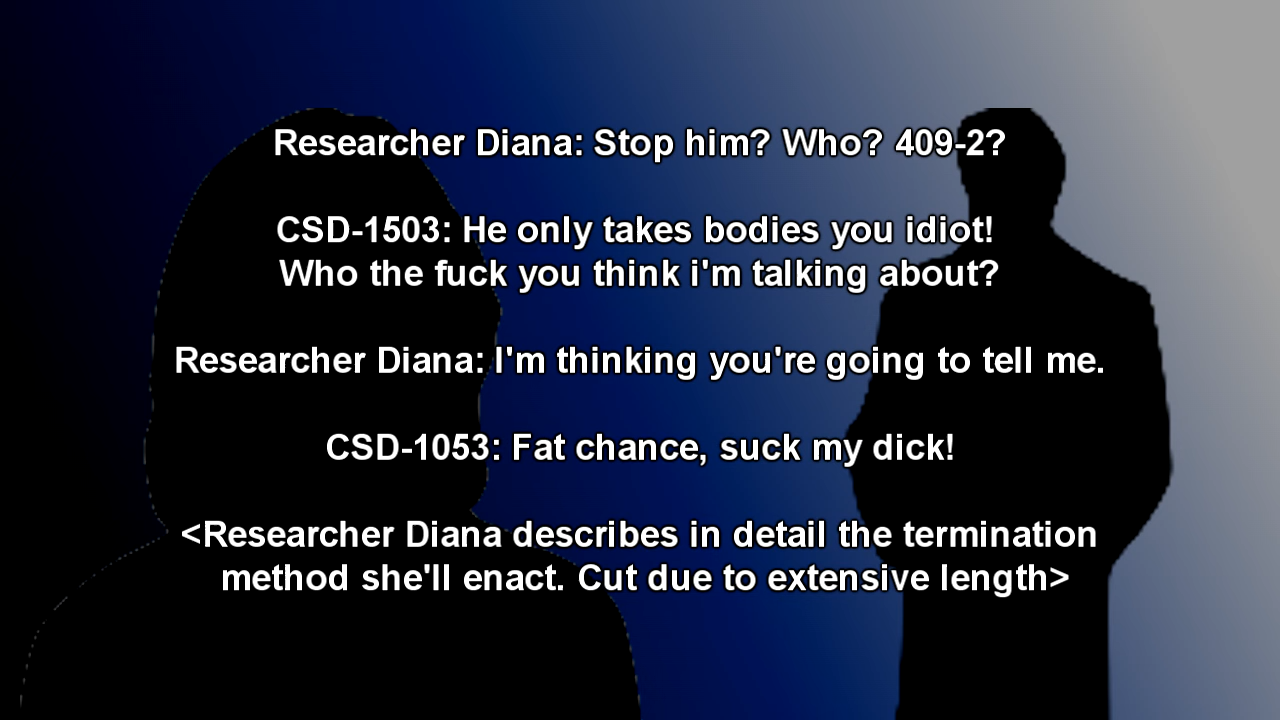 Researcher Diana: Stop him? Who? 409-2?
CSD-1503: He only takes bodies you idiot!
Who the fuck you think i'm talking about?
Researcher Diana: I'm thinking you're going to tell me.
CSD-1053: Fat chance, suck my dick!
<Researcher Diana describes in detail the termination
method she'll enact. Cut due to extensive length>